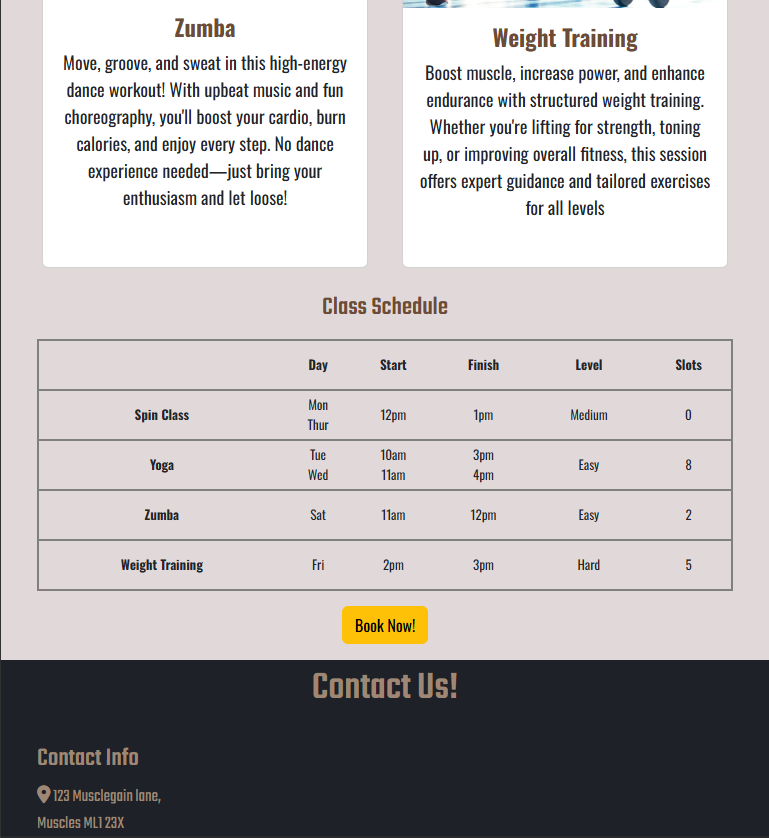 Zumba
Move, groove, and sweat in this high-energy
dance workout! With upbeat music and fun
choreography, you'll boost your cardio, burn
calories, and enjoy every step. No dance
experience needed—just bring your
enthusiasm and let loose!
Weight Training
Boost muscle, increase power, and enhance
endurance with structured weight training.
Whether you're lifting for strength, toning
up, or improving overall fitness, this session
offers expert guidance and tailored exercises
for all levels
Class Schedule
Day Start Finish Level Slots
Spin Class Mon 12pm 1pm Medium 0
Thur
Yoga Tue 10am 3pm Easy 8
Wed 11am 4pm
Zumba Sat 11am 12pm Easy 2
Weight Training Fri 2pm 3pm Hard 5
Book Now!
Contact Us!
Contact Info
123 Musclegain lane,
Muscles ML1 23X